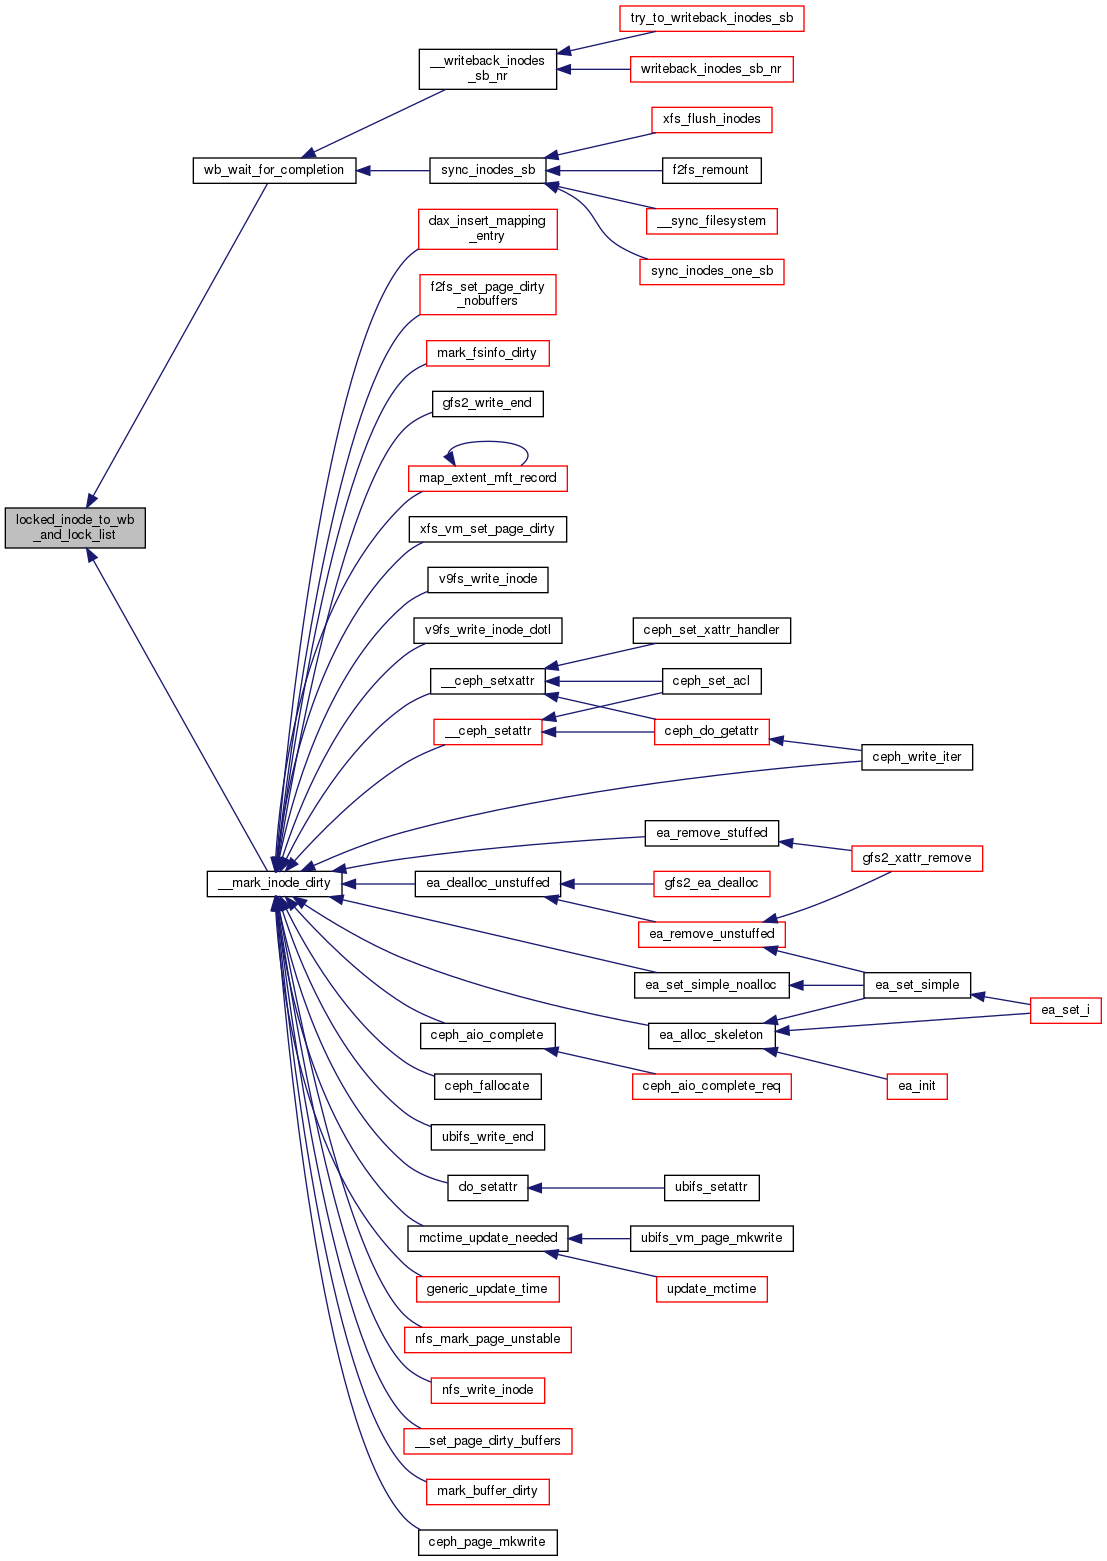 try_to_writeback_inodes_sb
__writeback_inodes
_sb_nr
writeback_inodes_sb_nr
xfs_flush_inodes
wb_wait_for_completion
sync_inodes_sb
f2fs_remount
__sync_filesystem
dax_insert_mapping
_entry
sync_inodes_one_sb
f2fs_set_page_dirty
_nobuffers
mark_fsinfo_dirty
gfs2_write_end
map_extent_mft_record
locked_inode_to_wb
_and_lock_list
xfs_vm_set_page_dirty
v9fs_write_inode
v9fs_write_inode_dotl
ceph_set_xattr_handler
__ceph_setxattr
ceph_set_acl
__ceph_setattr
ceph_do_getattr
ceph_write_iter
ea_remove_stuffed
gfs2_xattr_remove
__mark_inode_dirty
ea_dealloc_unstuffed
gfs2_ea_dealloc
ea_remove_unstuffed
ea_set_simple_noalloc
ea_set_simple
ea_set_i
ceph_aio_complete
ea_alloc_skeleton
ceph_fallocate
ceph_aio_complete_req
ea_init
ubifs_write_end
do_setattr
ubifs_setattr
mctime_update_needed
ubifs_vm_page_mkwrite
generic_update_time
update_mctime
nfs_mark_page_unstable
nfs_write_inode
__set_page_dirty_buffers
mark_buffer_dirty
ceph_page_mkwrite